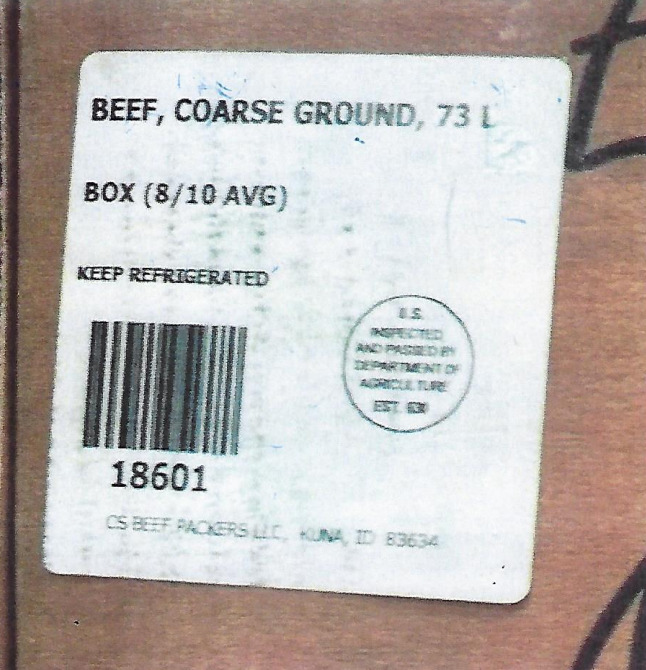 BEEF, COARSE GROUND, 73 L
BOX (8/10 AVG)
KEEP REFRIGERATED
U.S.
INSPECTED
AND PASSED BY
DEPARTMENT OF
AGRICULTURE
EST.
18601
CS BEEF PACKERS LLC, KUNA, ID 83634